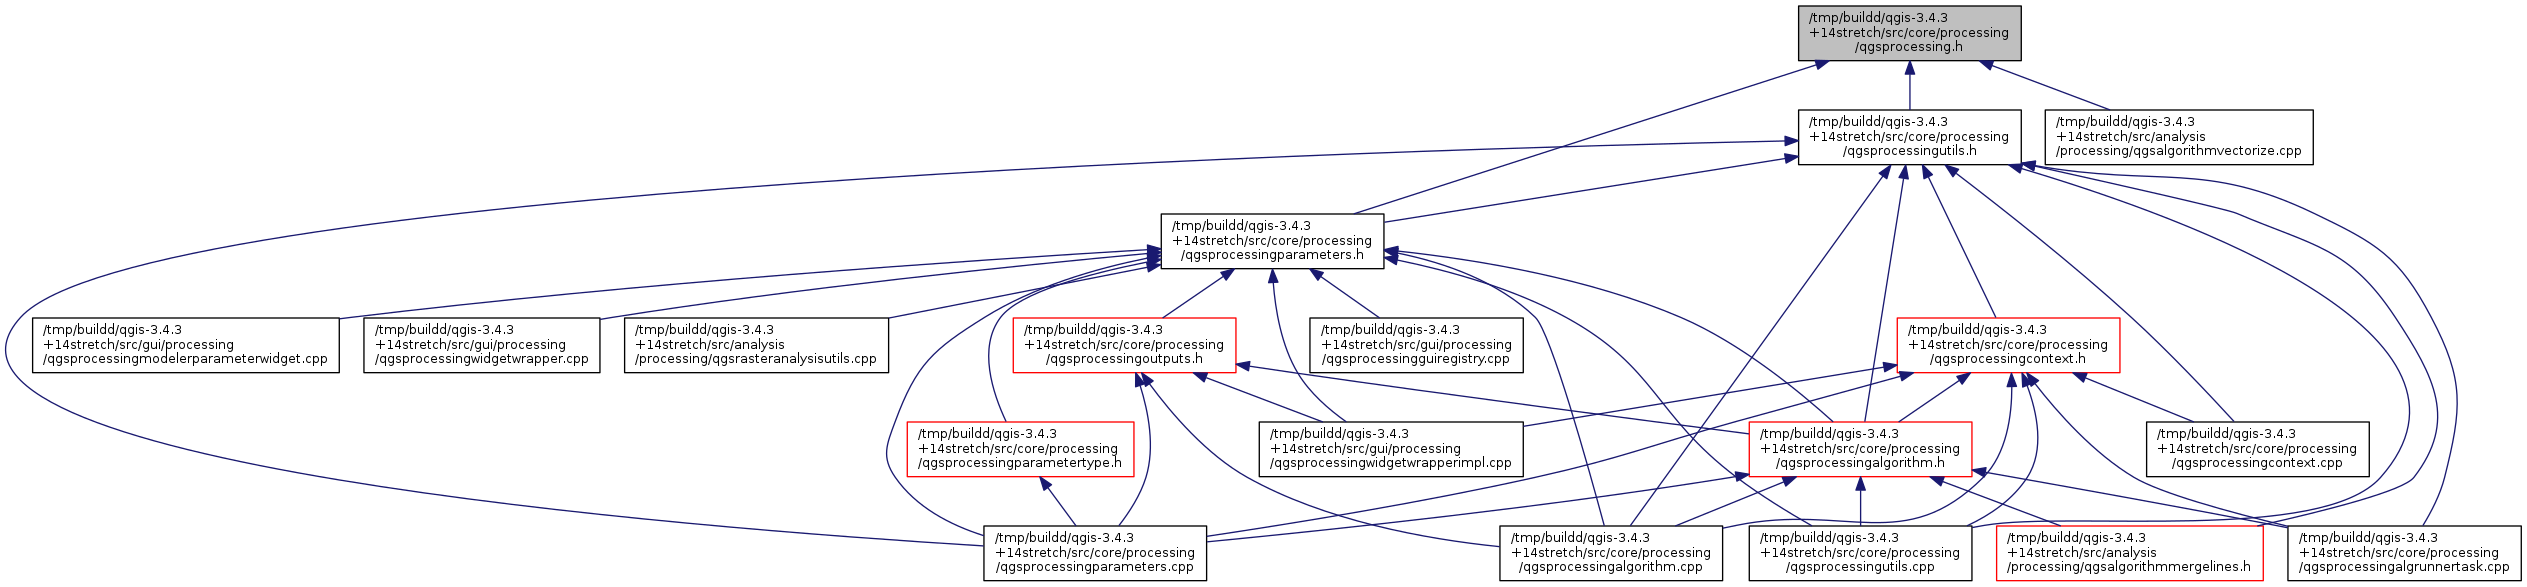 /tmp/buildd/qgis-3.4.3
+14stretch/src/core/processing
/qgsprocessing.h
/tmp/buildd/qgis-3.4.3
+14stretch/src/core/processing
/qgsprocessingutils.h
/tmp/buildd/qgis-3.4.3
+14stretch/src/analysis
/processing/qgsalgorithmvectorize.cpp
/tmp/buildd/qgis-3.4.3
+14stretch/src/core/processing
/qgsprocessingparameters.h
/tmp/buildd/qgis-3.4.3
+14stretch/src/gui/processing
/qgsprocessingmodelerparameterwidget.cpp
/tmp/buildd/qgis-3.4.3
+14stretch/src/gui/processing
/qgsprocessingwidgetwrapper.cpp
/tmp/buildd/qgis-3.4.3
+14stretch/src/analysis
/processing/qgsrasteranalysisutils.cpp
/tmp/buildd/qgis-3.4.3
+14stretch/src/core/processing
/qgsprocessingoutputs.h
/tmp/buildd/qgis-3.4.3
+14stretch/src/gui/processing
/qgsprocessingguiregistry.cpp
/tmp/buildd/qgis-3.4.3
+14stretch/src/core/processing
/qgsprocessingcontext.h
/tmp/buildd/qgis-3.4.3
+14stretch/src/core/processing
/qgsprocessingparametertype.h
/tmp/buildd/qgis-3.4.3
+14stretch/src/gui/processing
/qgsprocessingwidgetwrapperimpl.cpp
/tmp/buildd/qgis-3.4.3
+14stretch/src/core/processing
/qgsprocessingalgorithm.h
/tmp/buildd/qgis-3.4.3
+14stretch/src/core/processing
/qgsprocessingcontext.cpp
/tmp/buildd/qgis-3.4.3
+14stretch/src/core/processing
/qgsprocessingparameters.cpp
/tmp/buildd/qgis-3.4.3
+14stretch/src/core/processing
/qgsprocessingalgorithm.cpp
/tmp/buildd/qgis-3.4.3
+14stretch/src/core/processing
/qgsprocessingutils.cpp
/tmp/buildd/qgis-3.4.3
+14stretch/src/analysis
/processing/qgsalgorithmmergelines.h
/tmp/buildd/qgis-3.4.3
+14stretch/src/core/processing
/qgsprocessingalgrunnertask.cpp